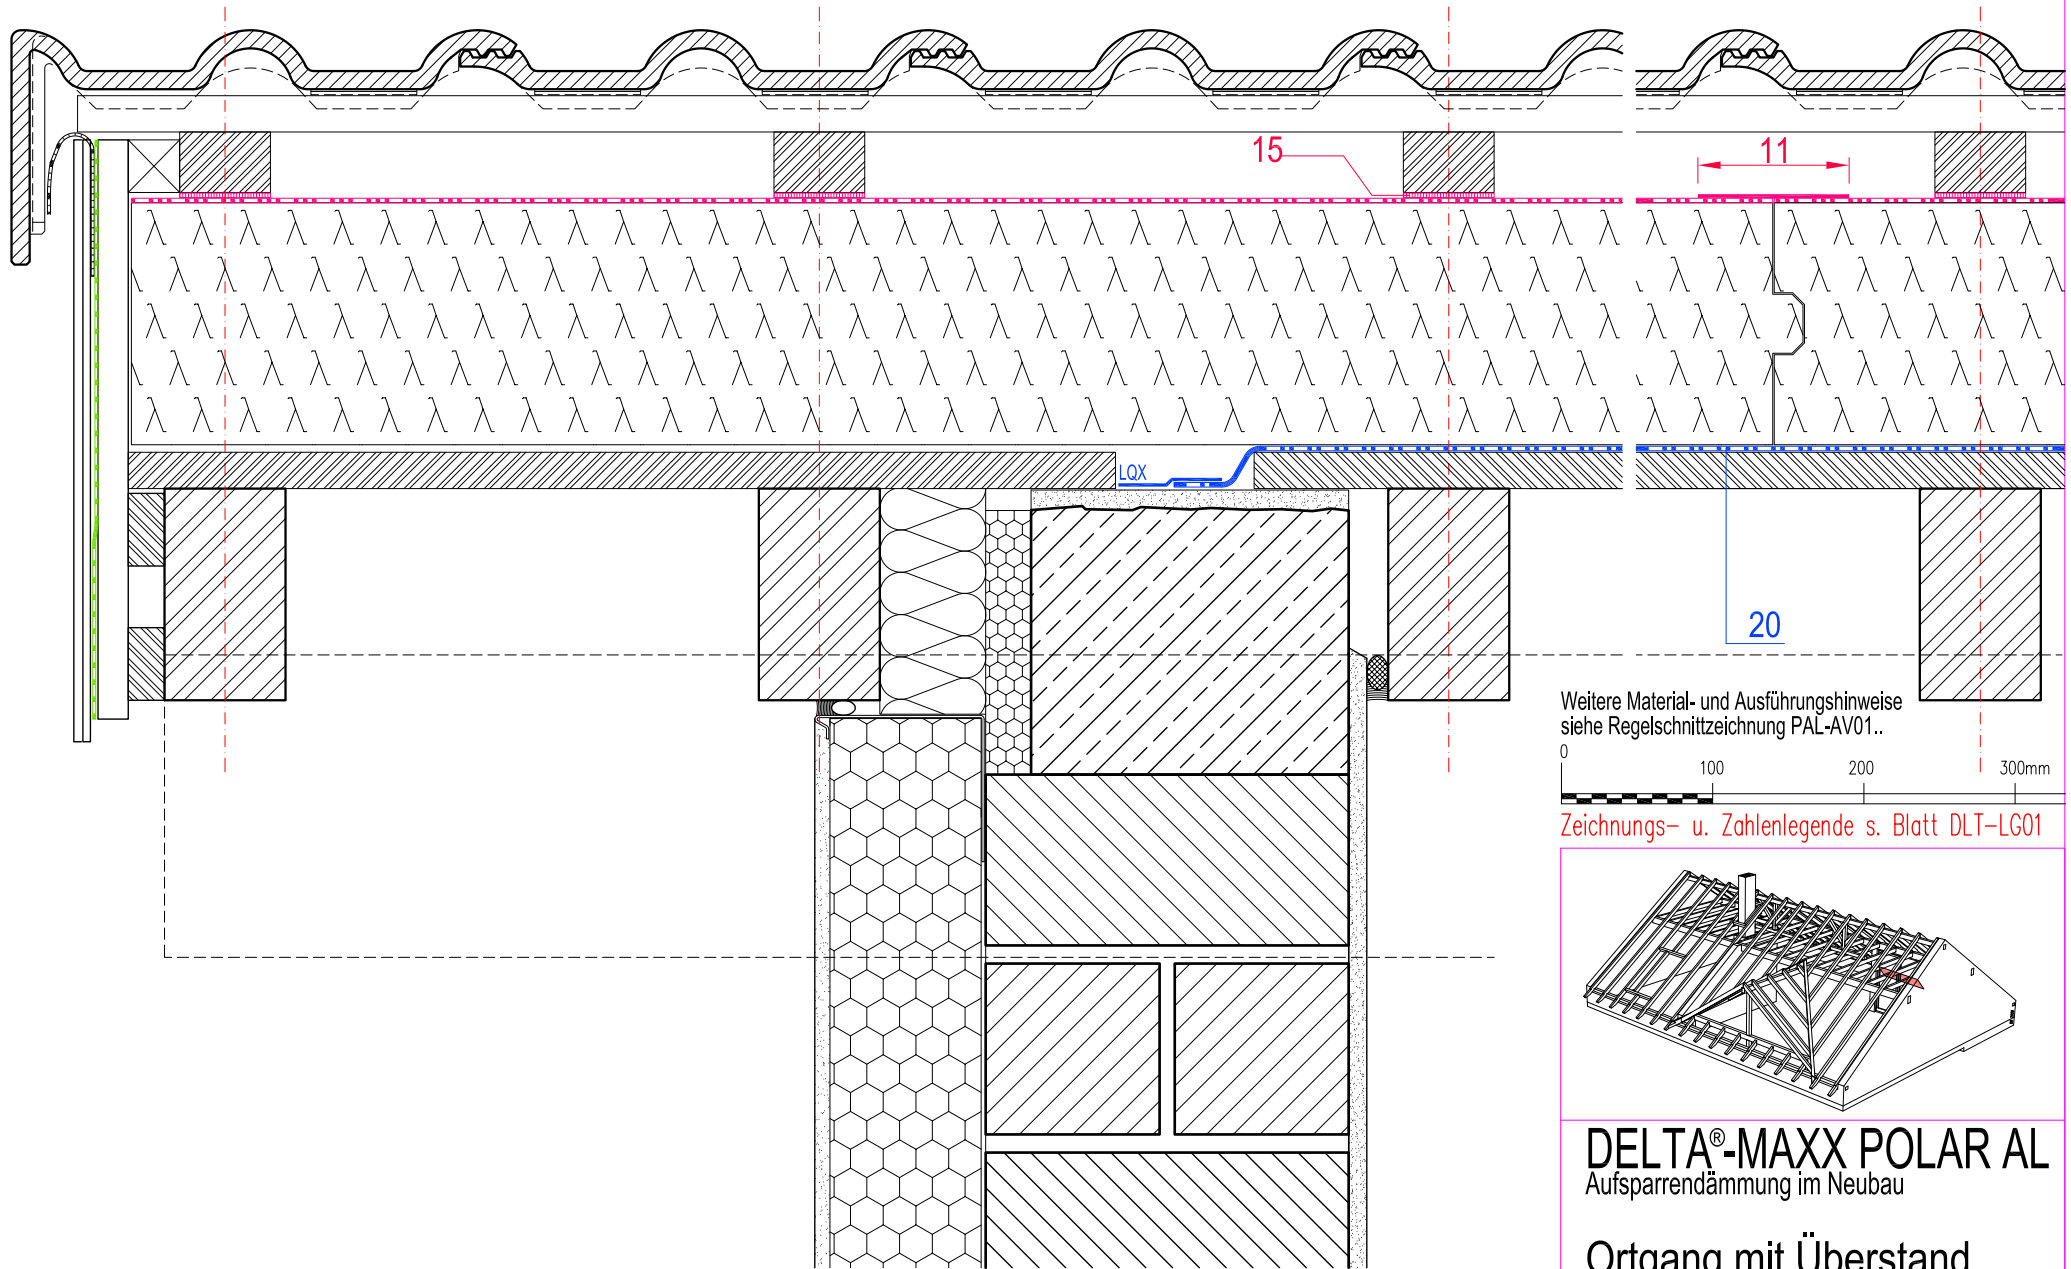 15
11
LQX
20
Weitere Material- und Ausführungshinweise
siehe Regelschnittzeichnung PAL-AV01..
0
100
200
300mm
Zeichnungs- u. Zahlenlegende s. Blatt DLT-LG01
DELTA®-MAXX POLAR AL
Aufsparrendämmung im Neubau
Ortgang mit Überstand